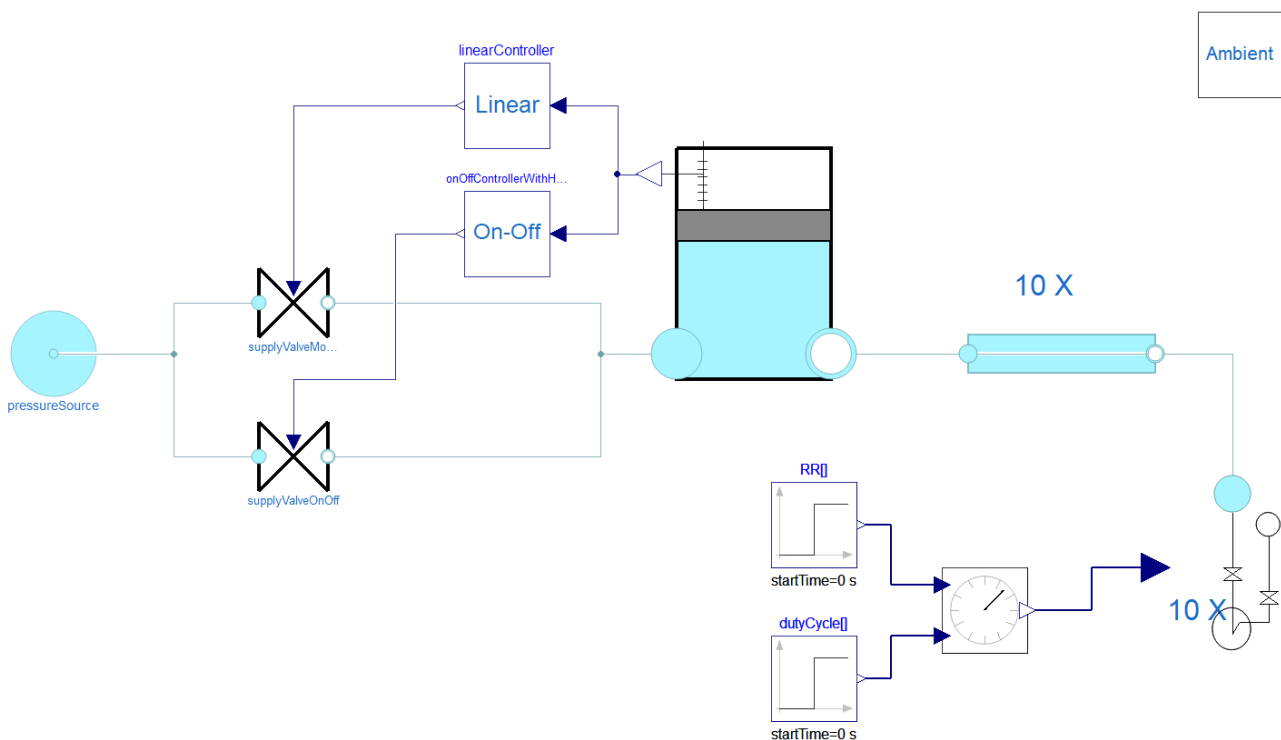 Ambient
linearController
Linear
onOffControllerWithH...
On-Off
10 X
supplyValveMo...
pressureSource
supplyValveOnOff
RR[]
startTime=0 s
dutyCycle[]
10 X
startTime=0 s